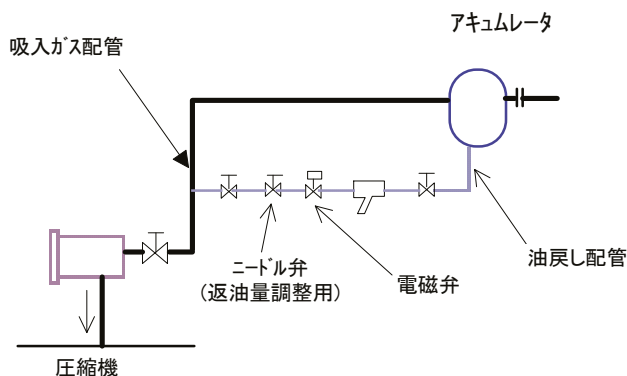 アキュムレータ
吸入ガス配管
ニードル弁
(返油量調整用)
電磁弁
油戻し配管
圧縮機